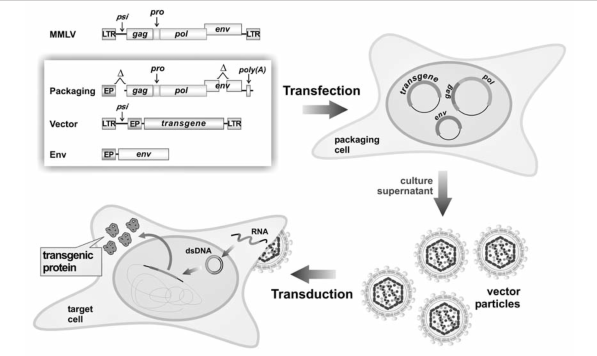 psi pro env
MMLV LTR gag pol LTR
Δ pro Δ poly(A)
Packaging EP gag pol env
psi
Vector LTR EP transgene LTR
Env EP env
Transfection
transgene gag pol
env
packaging
cell
culture
supernatant
RNA
dsDNA
transgenic
protein
Transduction
vector
particles
target
cell